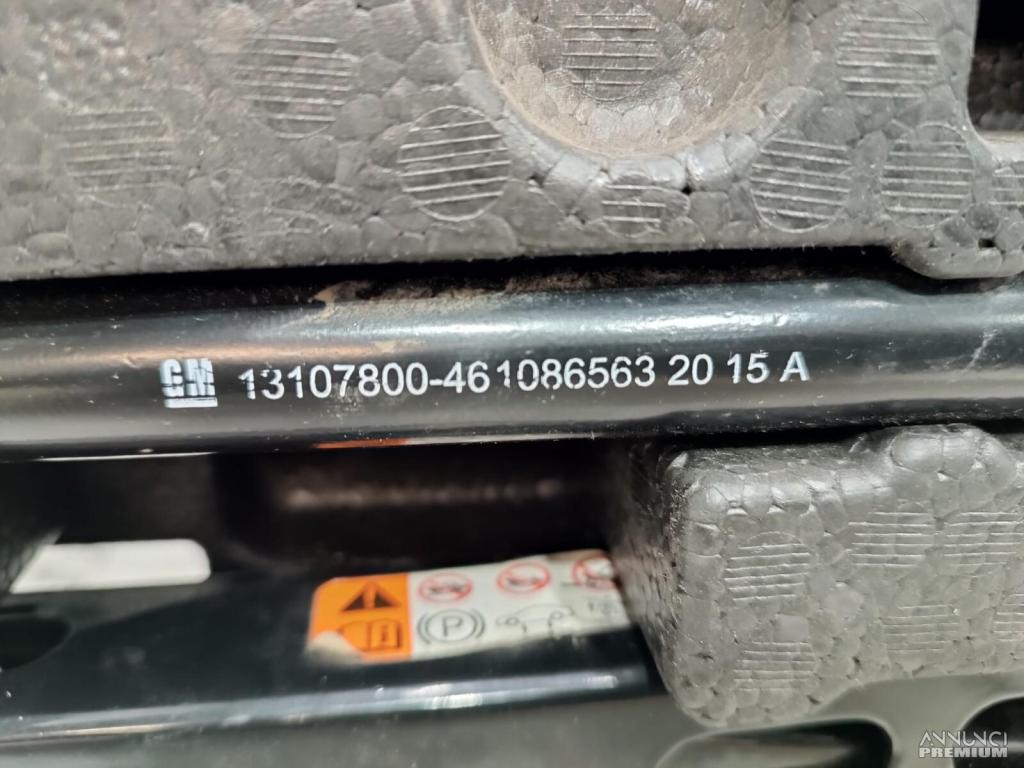 GM 13107800-461086563 20 15 A
P
ANNUNCI
PREMIUM